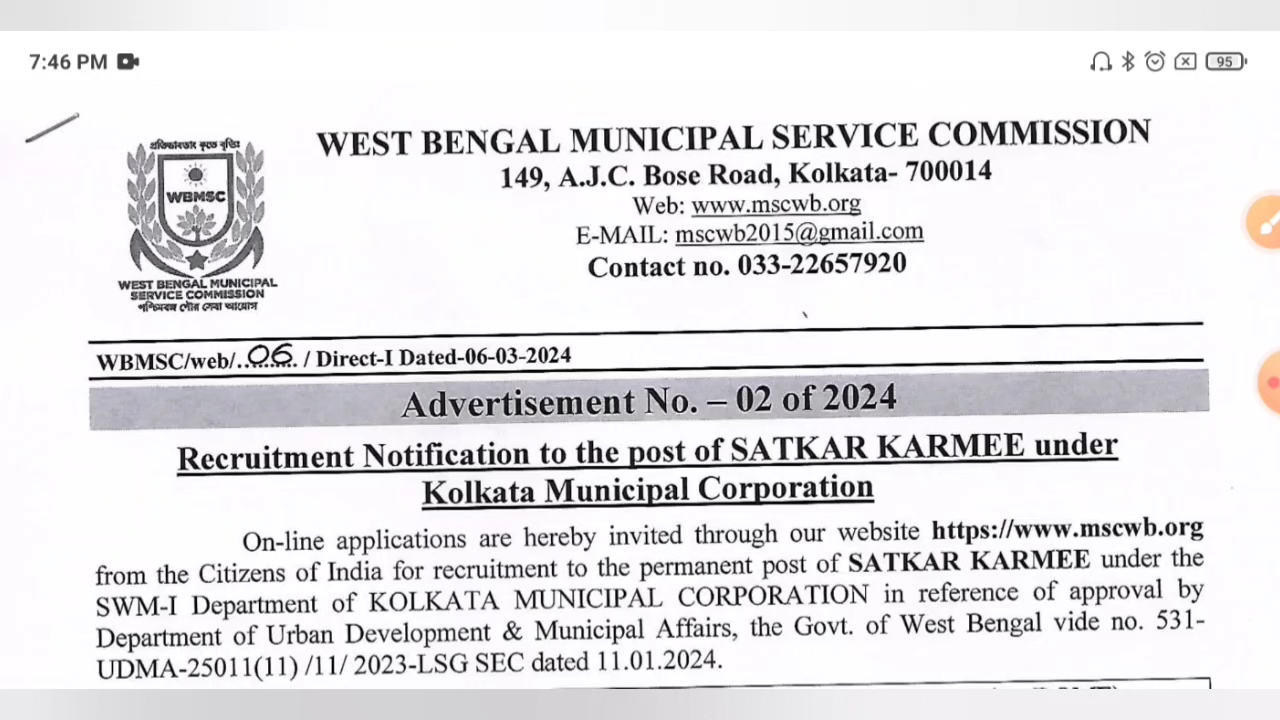 7:46 PM
95
প্রতিভাবতাং কৃতে বৃত্তিঃ
WBMSC
WEST BENGAL MUNICIPAL
SERVICE COMMISSION
পশ্চিমবঙ্গ পৌর সেবা আয়োগ
WEST BENGAL MUNICIPAL SERVICE COMMISSION
149, A.J.C. Bose Road, Kolkata- 700014
Web: www.mscwb.org
E-MAIL: mscwb2015@gmail.com
Contact no. 033-22657920
WBMSC/web/..06.. / Direct-I Dated-06-03-2024
Advertisement No. – 02 of 2024
Recruitment Notification to the post of SATKAR KARMEE under
Kolkata Municipal Corporation
On-line applications are hereby invited through our website https://www.mscwb.org
from the Citizens of India for recruitment to the permanent post of SATKAR KARMEE under the
SWM-I Department of KOLKATA MUNICIPAL CORPORATION in reference of approval by
Department of Urban Development & Municipal Affairs, the Govt. of West Bengal vide no. 531-
UDMA-25011(11) /11/ 2023-LSG SEC dated 11.01.2024.